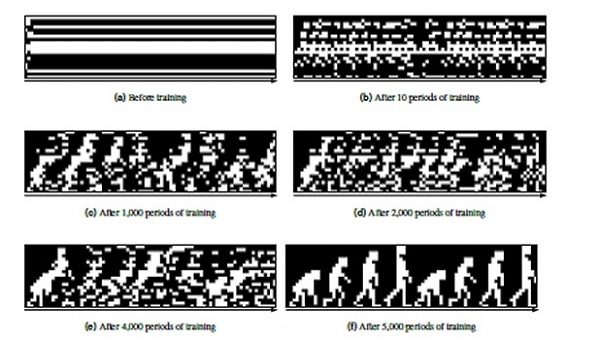 (a) Before training
(b) After 10 periods of training
(c) After 1,000 periods of training
(d) After 2,000 periods of training
(e) After 4,000 periods of training
(f) After 5,000 periods of training